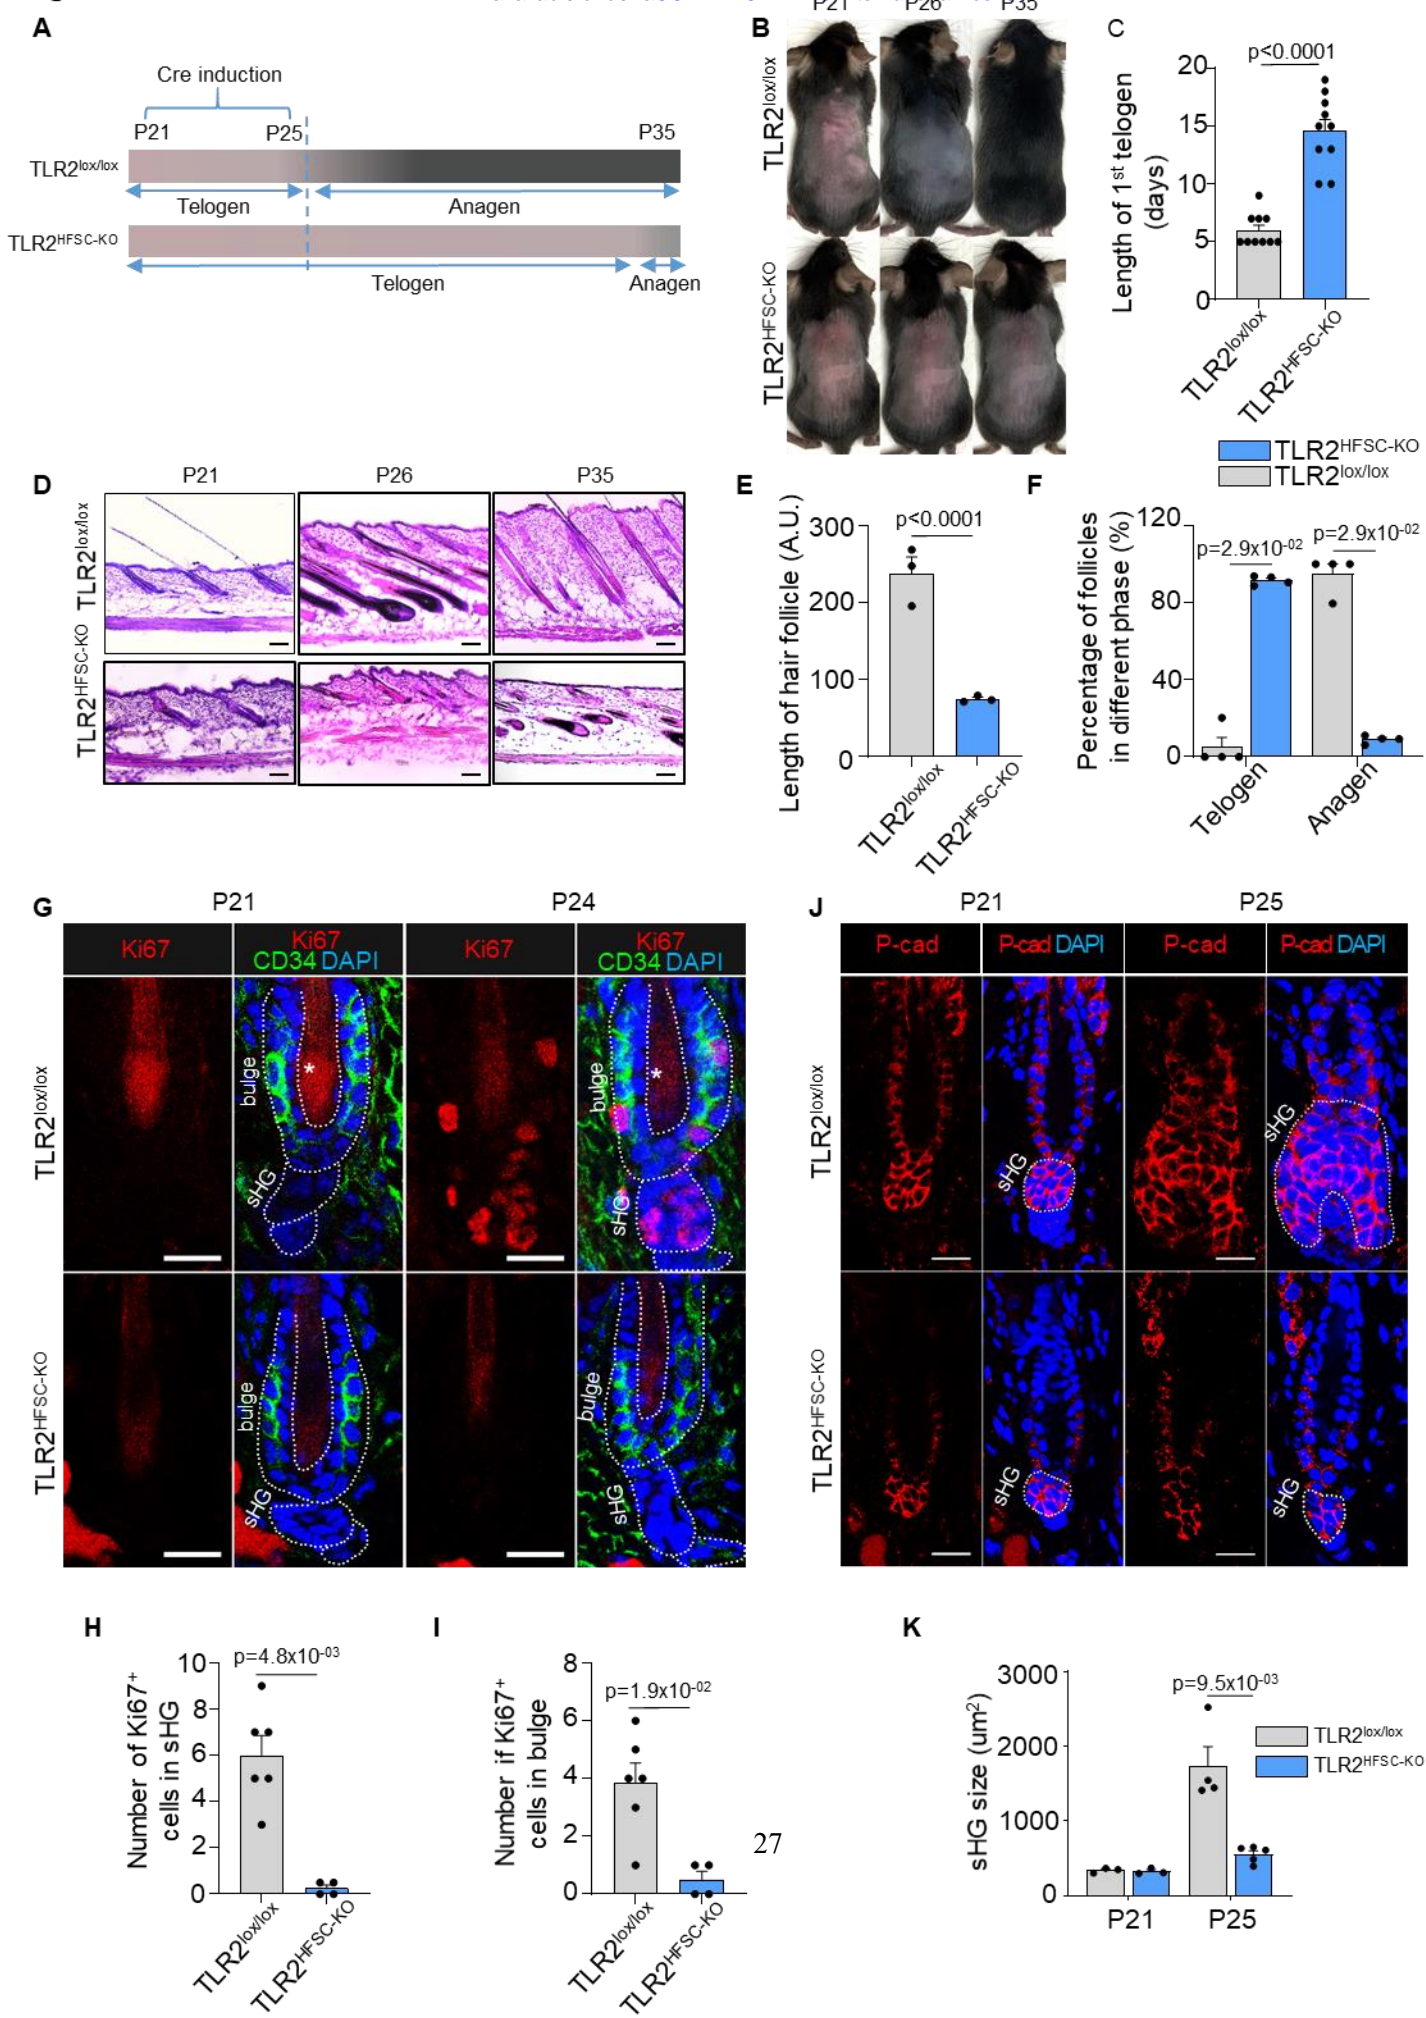 P21 P26 P35
A
Cre induction
P21 P25 P35
TLR2lox/lox
Telogen Anagen
TLR2HFSC-KO
Telogen Anagen
B
TLR2lox/lox
TLR2HFSC-KO
C
Length of 1st telogen
(days)
p<0.0001
20
15
10
5
0
TLR2lox/lox
TLR2HFSC-KO
TLR2HFSC-KO
TLR2lox/lox
D
P21 P26 P35
TLR2lox/lox
TLR2HFSC-KO
E
Length of hair follicle (A.U.)
p<0.0001
300
200
100
0
TLR2lox/lox
TLR2HFSC-KO
F
Percentage of follicles
in different phase (%)
120
80
40
0
p=2.9x10-02
p=2.9x10-02
Telogen
Anagen
G
P21 P24
Ki67
Ki67
CD34 DAPI
Ki67
Ki67
CD34 DAPI
TLR2lox/lox
bulge
*
sHG
bulge
*
sHG
TLR2HFSC-KO
bulge
sHG
bulge
sHG
J
P21 P25
P-cad
P-cad DAPI
P-cad
P-cad DAPI
TLR2lox/lox
sHG
sHG
TLR2HFSC-KO
sHG
sHG
H
Number of Ki67+
cells in sHG
p=4.8x10-03
10
8
6
4
2
0
TLR2lox/lox
TLR2HFSC-KO
I
Number if Ki67+
cells in bulge
p=1.9x10-02
8
6
4
2
0
TLR2lox/lox
TLR2HFSC-KO
27
K
sHG size (um2)
3000
2000
1000
0
p=9.5x10-03
P21 P25
TLR2lox/lox
TLR2HFSC-KO